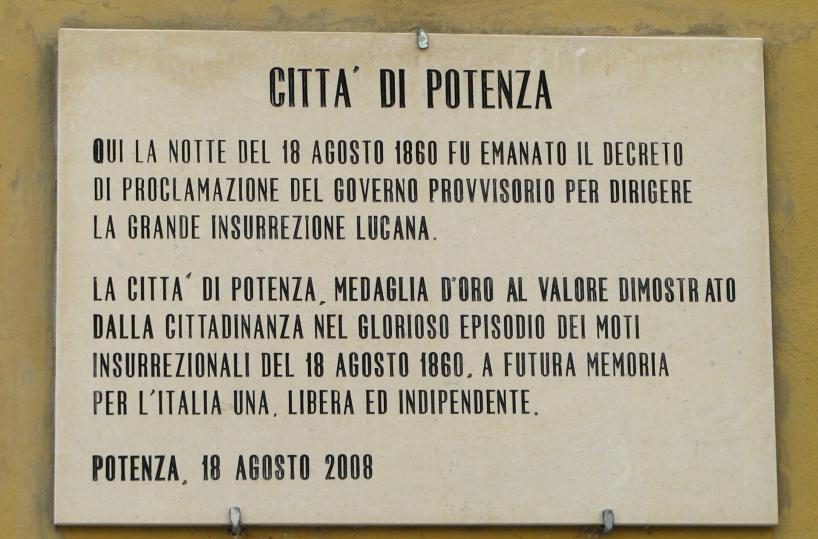 CITTA' DI POTENZA
QUI LA NOTTE DEL 18 AGOSTO 1860 FU EMANATO IL DECRETO
DI PROCLAMAZIONE DEL GOVERNO PROVVISORIO PER DIRIGERE
LA GRANDE INSURREZIONE LUCANA.
LA CITTA' DI POTENZA, MEDAGLIA D'ORO AL VALORE DIMOSTRATO
DALLA CITTADINANZA NEL GLORIOSO EPISODIO DEI MOTI
INSURREZIONALI DEL 18 AGOSTO 1860, A FUTURA MEMORIA
PER L'ITALIA UNA, LIBERA ED INDIPENDENTE.
POTENZA, 18 AGOSTO 2008